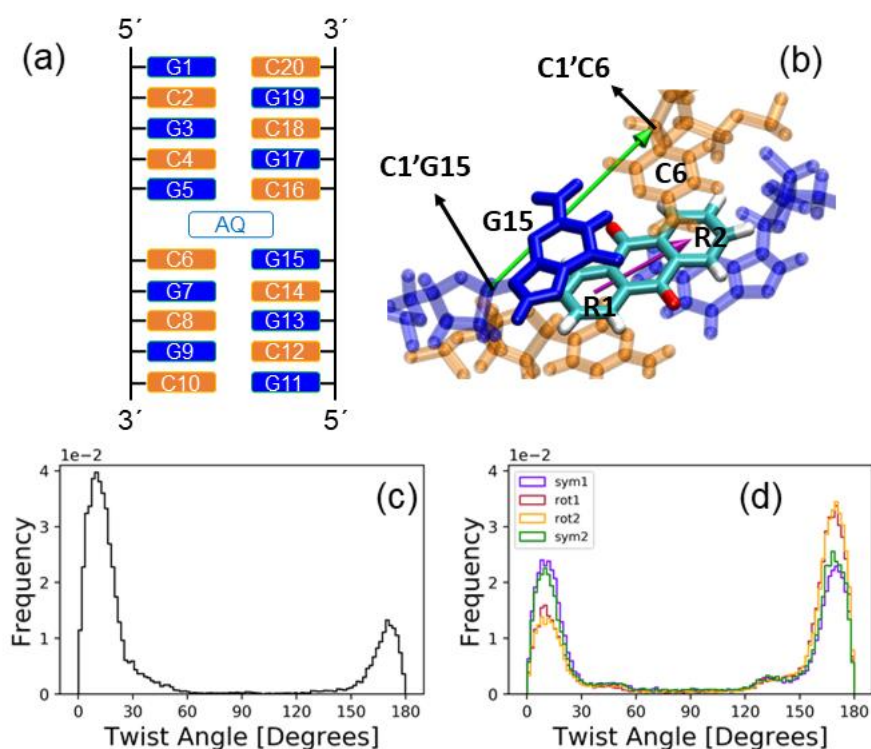 (a)
5´ 3´
G1 C20
C2 G19
G3 C18
C4 G17
G5 C16
AQ
C6 G15
G7 C14
C8 G13
G9 C12
C10 G11
3´ 5´
(b)
C1’C6
C1’G15
C6
G15
R2
R1
(c)
1e−2
4
3
2
1
0
Frequency
0 30 60 90 120 150 180
Twist Angle [Degrees]
(d)
1e−2
4
3
2
1
0
Frequency
sym1
rot1
rot2
sym2
0 30 60 90 120 150 180
Twist Angle [Degrees]